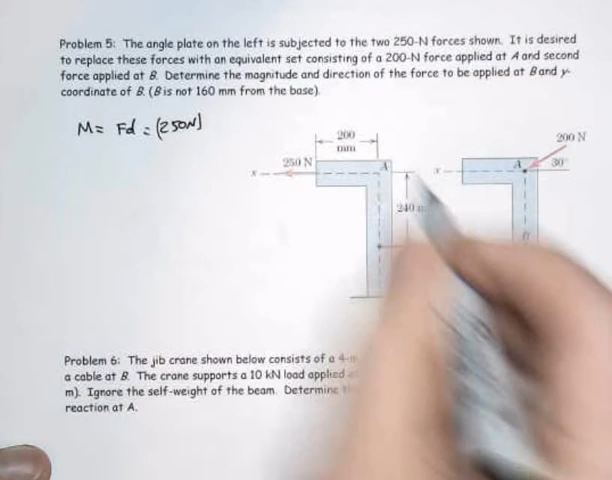 Problem 5: The angle plate on the left is subjected to the two 250-N forces shown. It is desired
to replace these forces with an equivalent set consisting of a 200-N force applied at A and second
force applied at B. Determine the magnitude and direction of the force to be applied at B and y-
coordinate of B. (B is not 160 mm from the base).
M= Fd = (250N)
200
mm
250 N
x
A
240
200 N
30°
x
A
B
Problem 6: The jib crane shown below consists of a 4-
a cable at B. The crane supports a 10 kN load applied
m). Ignore the self-weight of the beam. Determine
reaction at A.